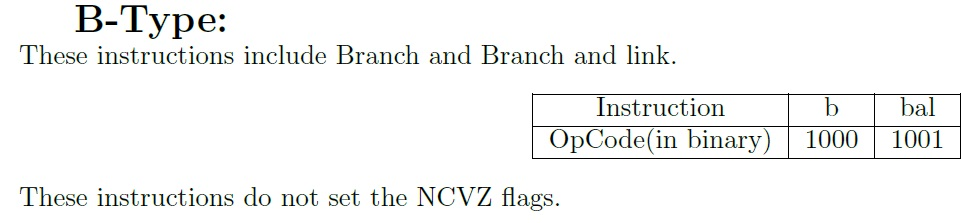 B-Type:
These instructions include Branch and Branch and link.
Instruction b bal
OpCode(in binary) 1000 1001
These instructions do not set the NCVZ flags.